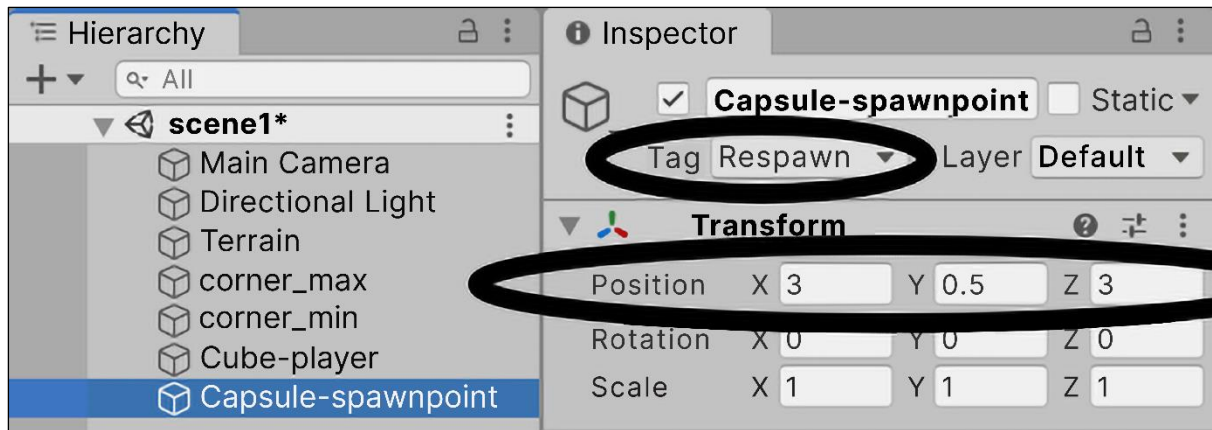 Hierarchy
All
scene1*
Main Camera
Directional Light
Terrain
corner_max
corner_min
Cube-player
Capsule-spawnpoint
Inspector
Capsule-spawnpoint Static
Tag Respawn Layer Default
Transform
Position X 3 Y 0.5 Z 3
Rotation X 0 Y 0 Z 0
Scale X 1 Y 1 Z 1